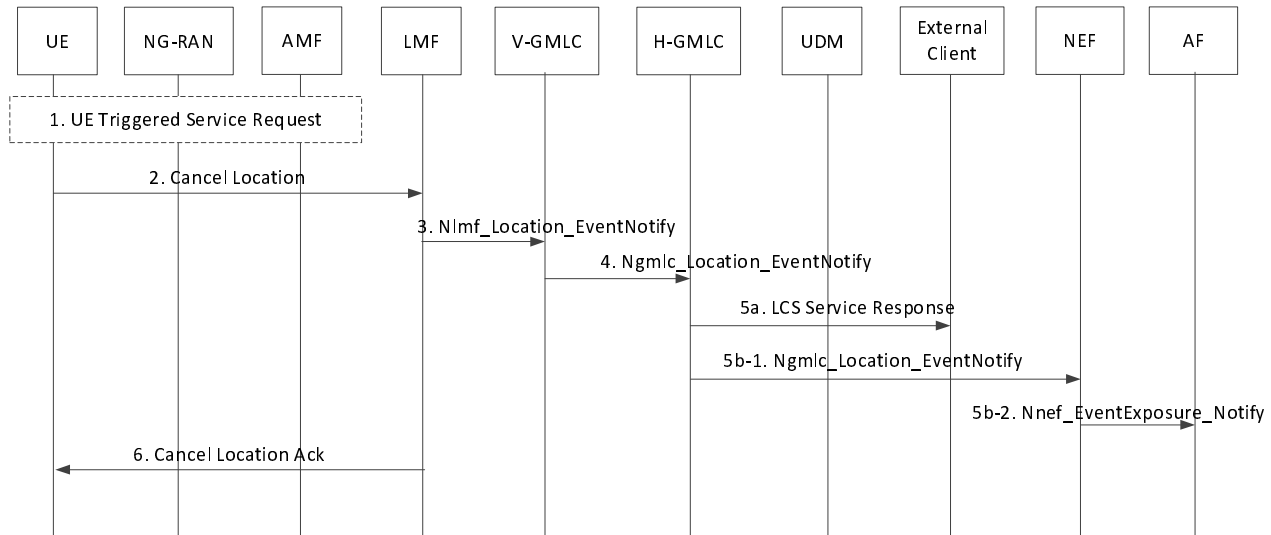 UE
NG-RAN
AMF
LMF
V-GMLC
H-GMLC
UDM
External
Client
NEF
AF
1. UE Triggered Service Request
2. Cancel Location
3. Nlmf_Location_EventNotify
4. Ngmlc_Location_EventNotify
5a. LCS Service Response
5b-1. Ngmlc_Location_EventNotify
5b-2. Nnef_EventExposure_Notify
6. Cancel Location Ack